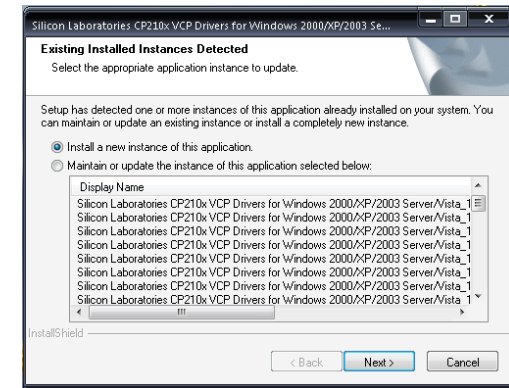 Silicon Laboratories CP210x VCP Drivers for Windows 2000/XP/2003 Se...
Existing Installed Instances Detected
Select the appropriate application instance to update.
Setup has detected one or more instances of this application already installed on your system. You
can maintain or update an existing instance or install a completely new instance.
Install a new instance of this application.
Maintain or update the instance of this application selected below:
Display Name
Silicon Laboratories CP210x VCP Drivers for Windows 2000/XP/2003 Server/Vista_1
Silicon Laboratories CP210x VCP Drivers for Windows 2000/XP/2003 Server/Vista_1
Silicon Laboratories CP210x VCP Drivers for Windows 2000/XP/2003 Server/Vista_1
Silicon Laboratories CP210x VCP Drivers for Windows 2000/XP/2003 Server/Vista_1
Silicon Laboratories CP210x VCP Drivers for Windows 2000/XP/2003 Server/Vista_1
Silicon Laboratories CP210x VCP Drivers for Windows 2000/XP/2003 Server/Vista_1
Silicon Laboratories CP210x VCP Drivers for Windows 2000/XP/2003 Server/Vista_1
Silicon Laboratories CP210x VCP Drivers for Windows 2000/XP/2003 Server/Vista 1
InstallShield
< Back Next > Cancel